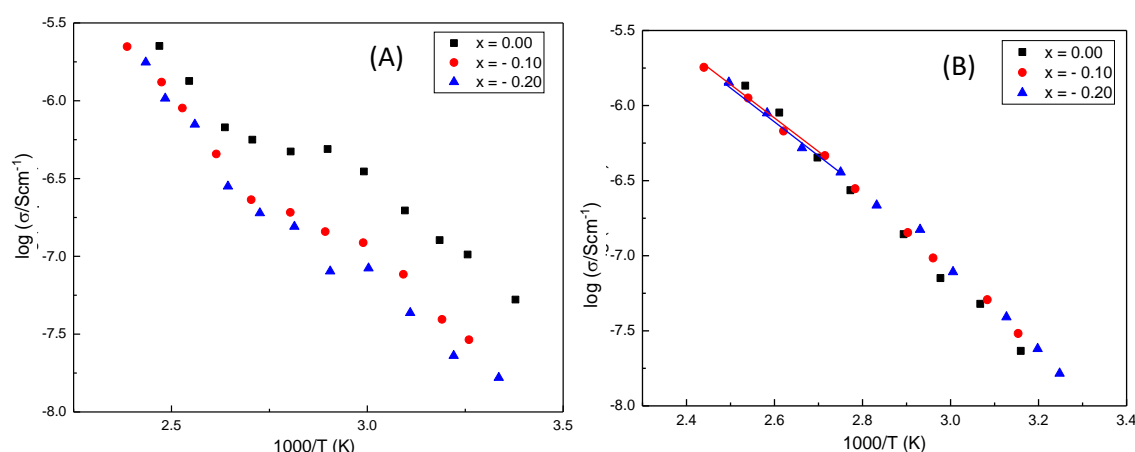 (A)
x = 0.00
x = - 0.10
x = - 0.20
log (σ/Scm⁻¹)
-5.5
-6.0
-6.5
-7.0
-7.5
-8.0
2.5 3.0 3.5
1000/T (K)
(B)
x = 0.00
x = - 0.10
x = - 0.20
log (σ/Scm⁻¹)
-5.5
-6.0
-6.5
-7.0
-7.5
-8.0
2.4 2.6 2.8 3.0 3.2 3.4
1000/T (K)